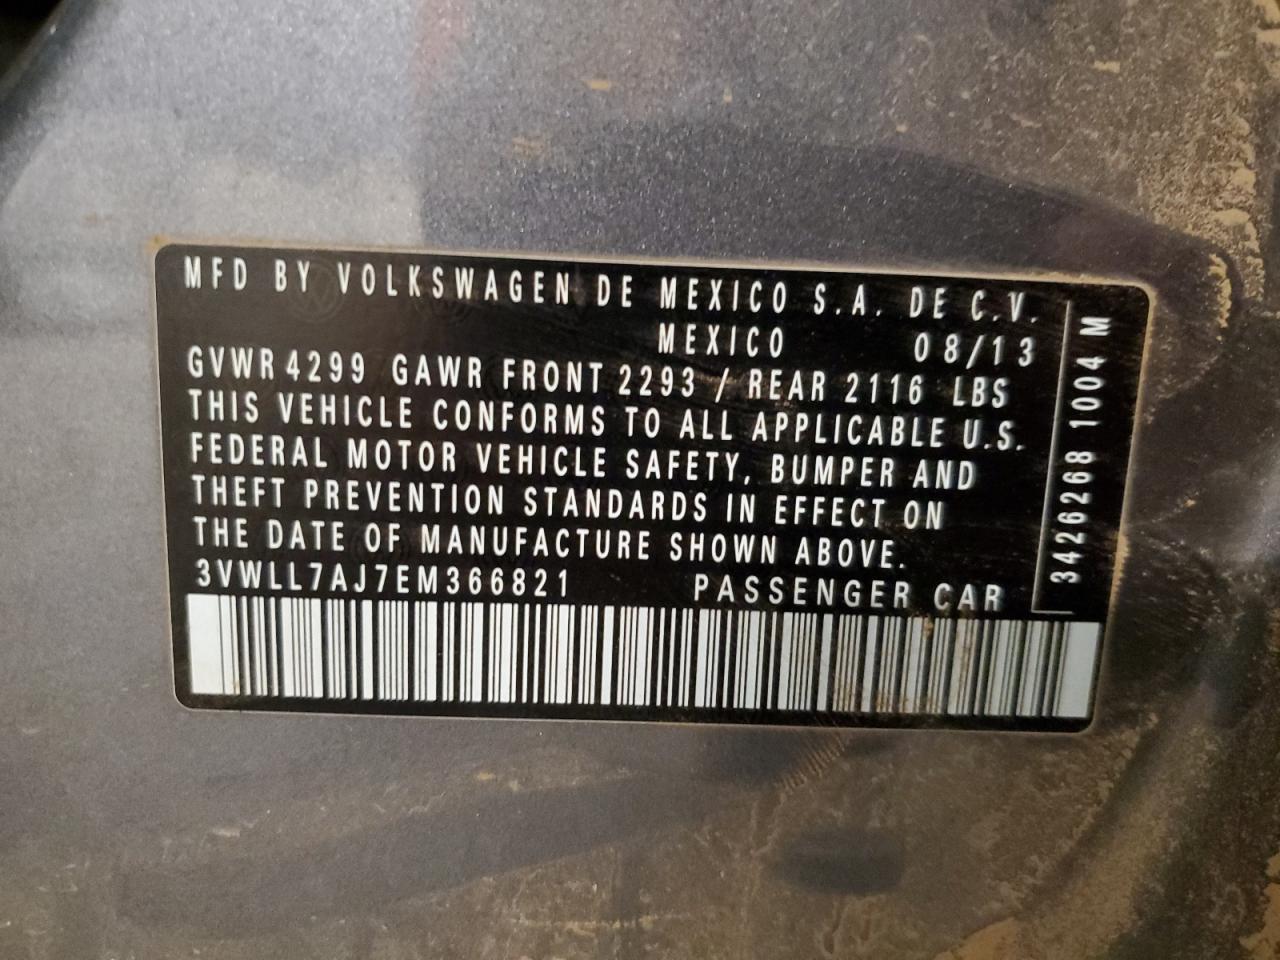 MFD BY VOLKSWAGEN DE MEXICO S.A. DE C.V.
MEXICO 08/13
GVWR 4299 GAWR FRONT 2293 / REAR 2116 LBS
THIS VEHICLE CONFORMS TO ALL APPLICABLE U.S.
FEDERAL MOTOR VEHICLE SAFETY, BUMPER AND
THEFT PREVENTION STANDARDS IN EFFECT ON
THE DATE OF MANUFACTURE SHOWN ABOVE.
3VWLL7AJ7EM366821 PASSENGER CAR
3426268 1004 M